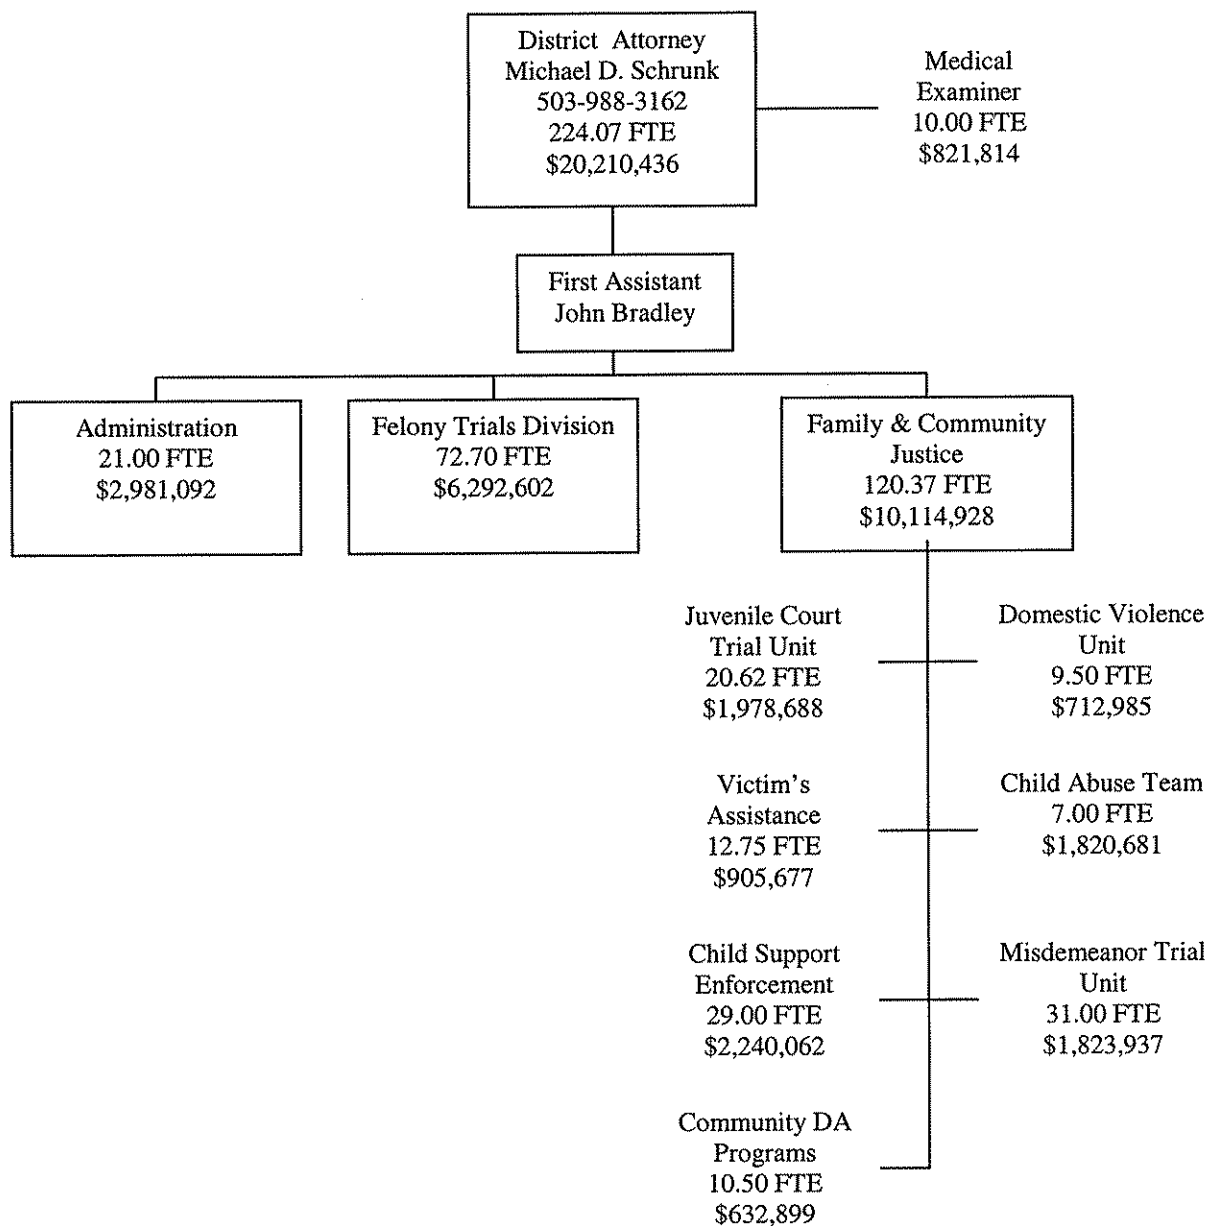 District Attorney
Michael D. Schrunk
503-988-3162
224.07 FTE
$20,210,436
Medical
Examiner
10.00 FTE
$821,814
First Assistant
John Bradley
Administration
21.00 FTE
$2,981,092
Felony Trials Division
72.70 FTE
$6,292,602
Family & Community
Justice
120.37 FTE
$10,114,928
Juvenile Court
Trial Unit
20.62 FTE
$1,978,688
Domestic Violence
Unit
9.50 FTE
$712,985
Victim's
Assistance
12.75 FTE
$905,677
Child Abuse Team
7.00 FTE
$1,820,681
Child Support
Enforcement
29.00 FTE
$2,240,062
Misdemeanor Trial
Unit
31.00 FTE
$1,823,937
Community DA
Programs
10.50 FTE
$632,899